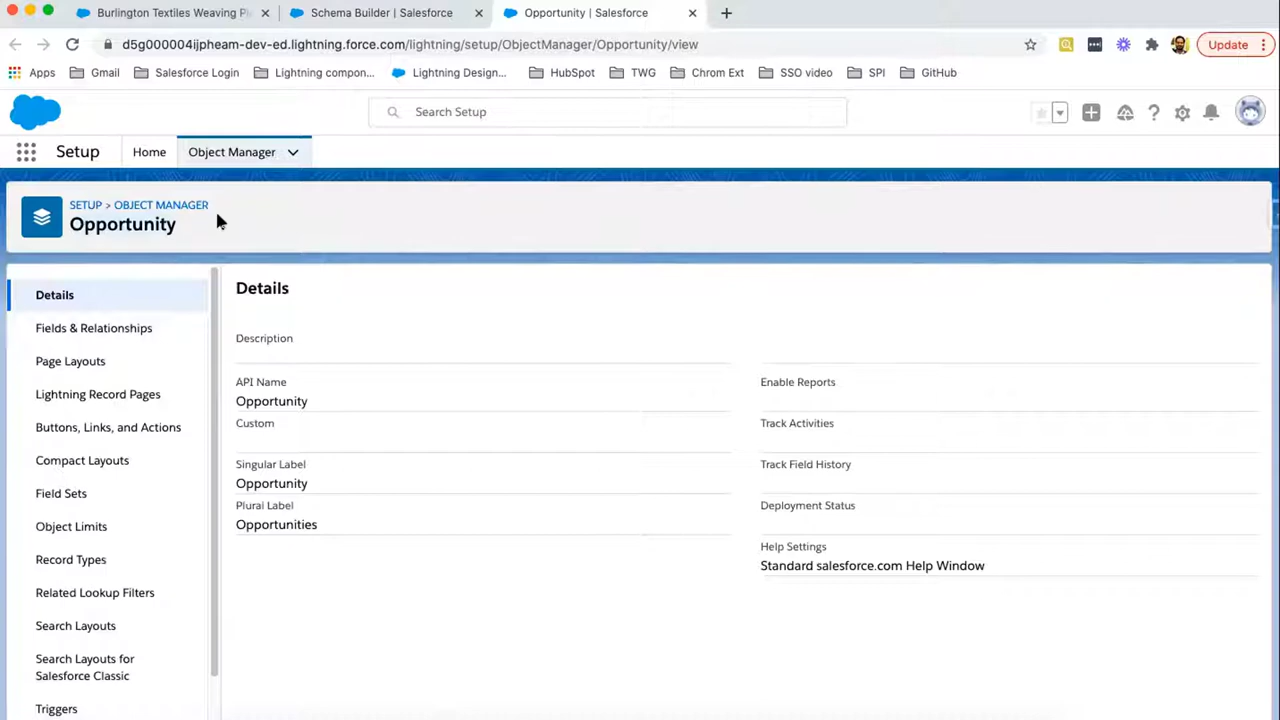 Burlington Textiles Weaving Pl
Schema Builder | Salesforce
Opportunity | Salesforce
d5g000004ijpheam-dev-ed.lightning.force.com/lightning/setup/ObjectManager/Opportunity/view
Update
Apps
Gmail
Salesforce Login
Lightning compon...
Lightning Design...
HubSpot
TWG
Chrom Ext
SSO video
SPI
GitHub
Search Setup
Setup
Home
Object Manager
SETUP > OBJECT MANAGER
Opportunity
Details
Fields & Relationships
Page Layouts
Lightning Record Pages
Buttons, Links, and Actions
Compact Layouts
Field Sets
Object Limits
Record Types
Related Lookup Filters
Search Layouts
Search Layouts for
Salesforce Classic
Triggers
Details
Description
API Name
Opportunity
Custom
Singular Label
Opportunity
Plural Label
Opportunities
Enable Reports
Track Activities
Track Field History
Deployment Status
Help Settings
Standard salesforce.com Help Window